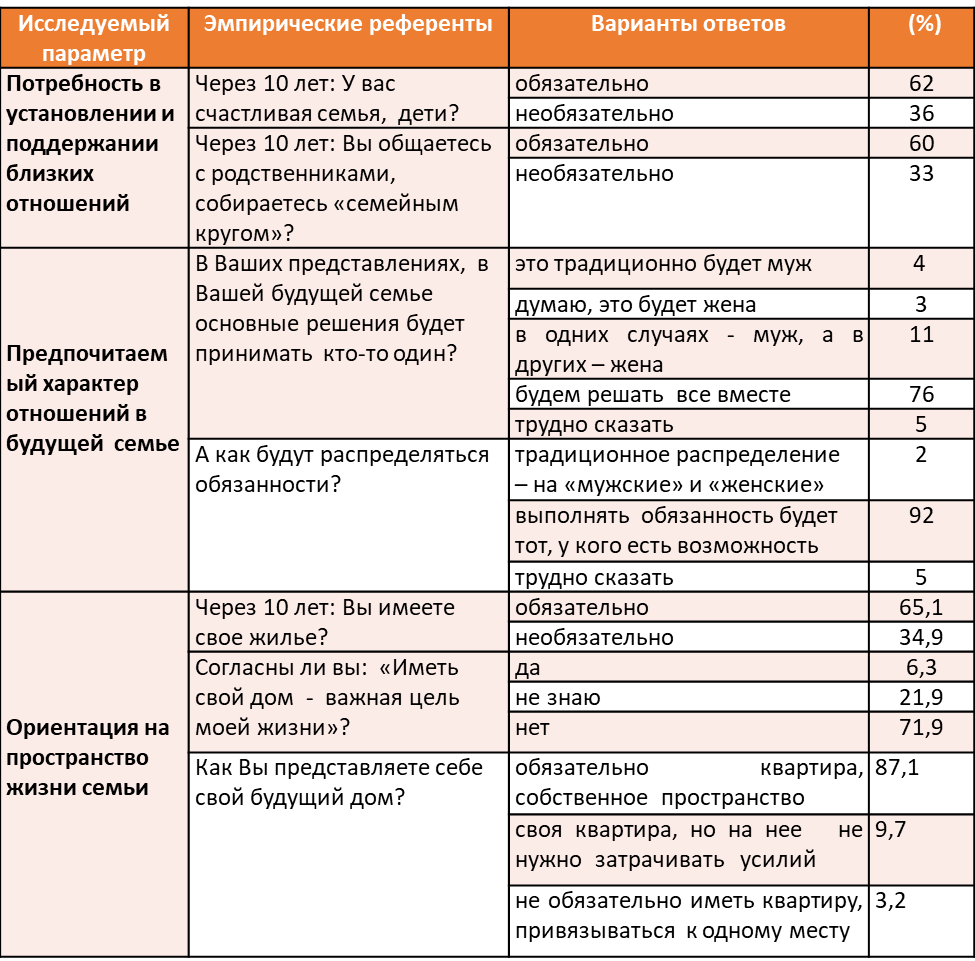 Исследуемый параметр
Эмпирические референты
Варианты ответов
(%)
Потребность в
установлении и
поддержании
близких
отношений
Через 10 лет: У вас
счастливая семья, дети?
обязательно
62
необязательно
36
Через 10 лет: Вы общаетесь
с родственниками,
собираетесь «семейным
кругом»?
обязательно
60
необязательно
33
Предпочитаем
ый характер
отношений в
будущей семье
В Ваших представлениях, в
Вашей будущей семье
основные решения будет
принимать кто-то один?
это традиционно будет муж
4
думаю, это будет жена
3
в одних случаях - муж, а в
других – жена
11
будем решать все вместе
76
трудно сказать
5
А как будут распределяться
обязанности?
традиционное распределение
– на «мужские» и «женские»
2
выполнять обязанность будет
тот, у кого есть возможность
92
трудно сказать
5
Ориентация на
пространство
жизни семьи
Через 10 лет: Вы имеете
свое жилье?
обязательно
65,1
необязательно
34,9
Согласны ли вы: «Иметь
свой дом - важная цель
моей жизни»?
да
6,3
не знаю
21,9
нет
71,9
Как Вы представляете себе
свой будущий дом?
обязательно квартира,
собственное пространство
87,1
своя квартира, но на нее не
нужно затрачивать усилий
9,7
не обязательно иметь квартиру,
привязываться к одному месту
3,2